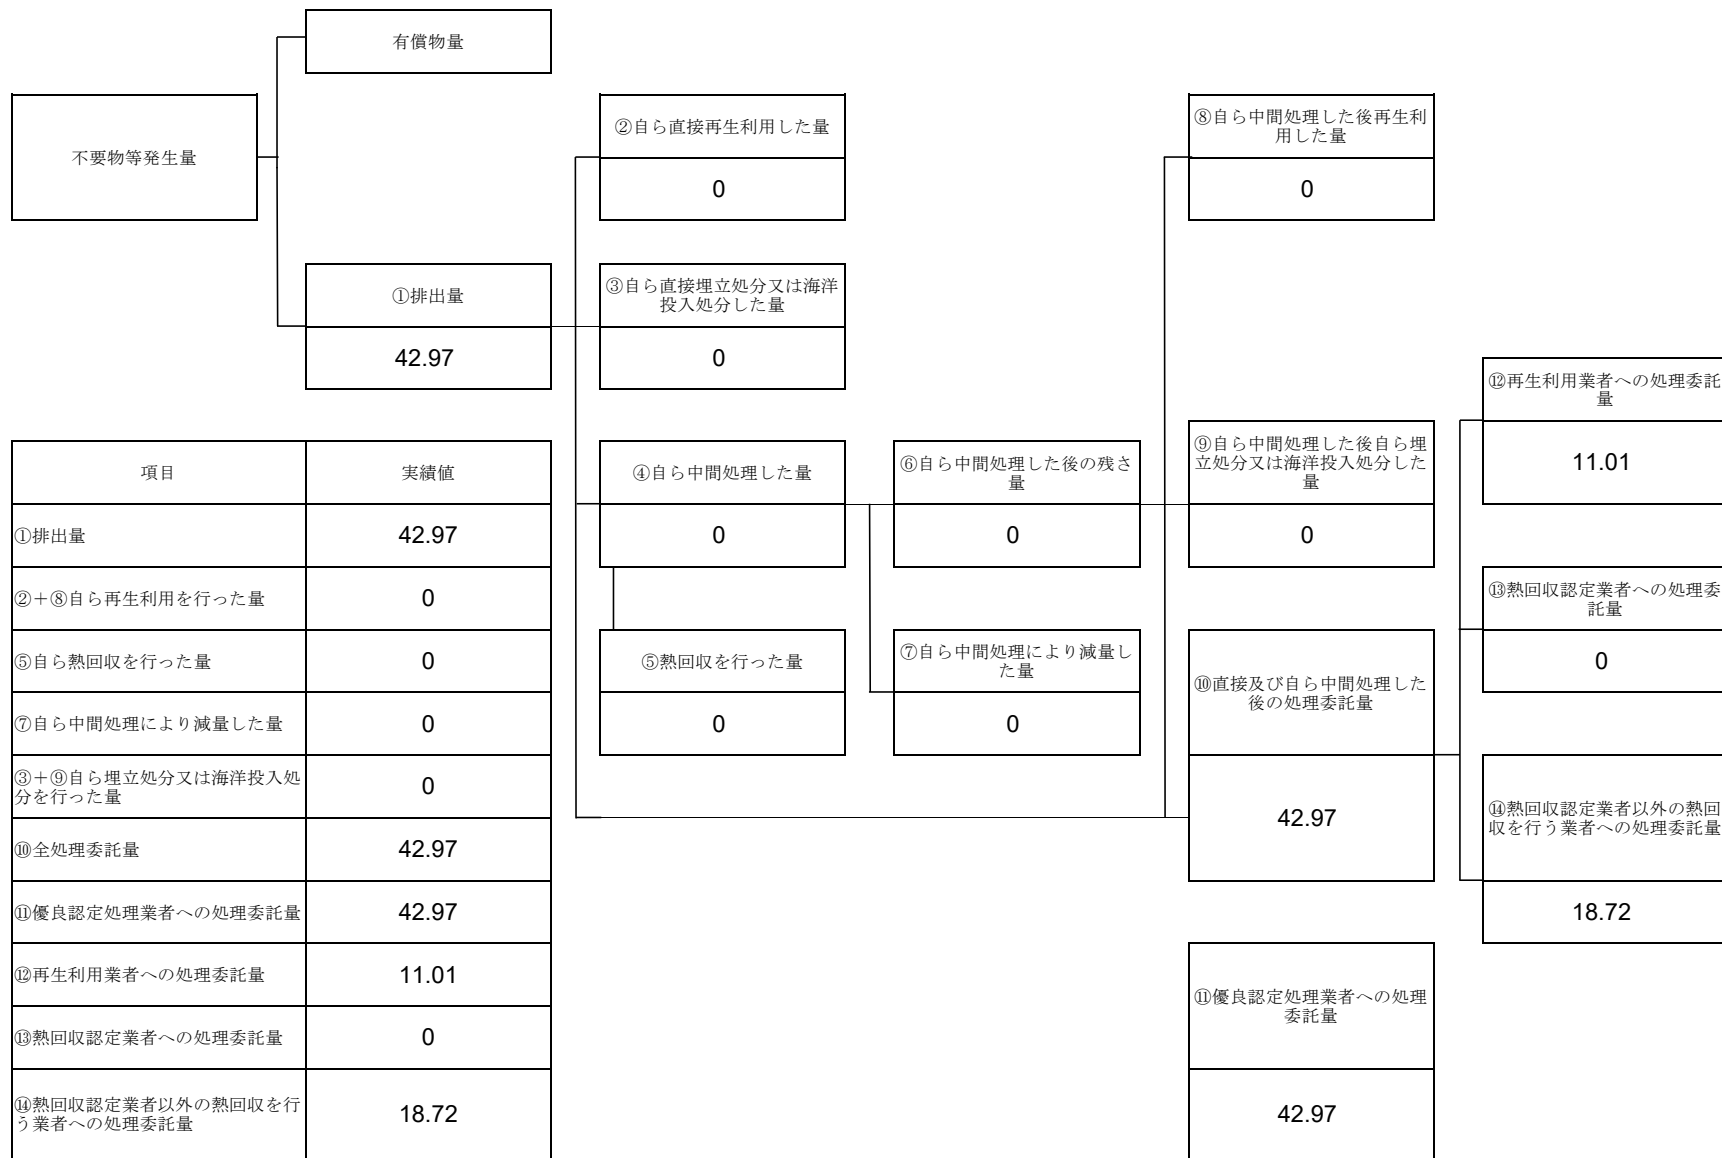 有償物量
不要物等発生量
②自ら直接再生利用した量
0
⑧自ら中間処理した後再生利
用した量
0
①排出量
42.97
③自ら直接埋立処分又は海洋
投入処分した量
0
⑫再生利用業者への処理委託
量
11.01
④自ら中間処理した量
0
⑥自ら中間処理した後の残さ
量
0
⑨自ら中間処理した後自ら埋
立処分又は海洋投入処分した
量
0
⑬熱回収認定業者への処理委
託量
0
⑤熱回収を行った量
0
⑦自ら中間処理により減量し
た量
0
⑩直接及び自ら中間処理した
後の処理委託量
42.97
⑭熱回収認定業者以外の熱回
収を行う業者への処理委託量
18.72
⑪優良認定処理業者への処理
委託量
42.97
項目 実績値
①排出量 42.97
②＋⑧自ら再生利用を行った量 0
⑤自ら熱回収を行った量 0
⑦自ら中間処理により減量した量 0
③＋⑨自ら埋立処分又は海洋投入処
分を行った量 0
⑩全処理委託量 42.97
⑪優良認定処理業者への処理委託量 42.97
⑫再生利用業者への処理委託量 11.01
⑬熱回収認定業者への処理委託量 0
⑭熱回収認定業者以外の熱回収を行
う業者への処理委託量 18.72